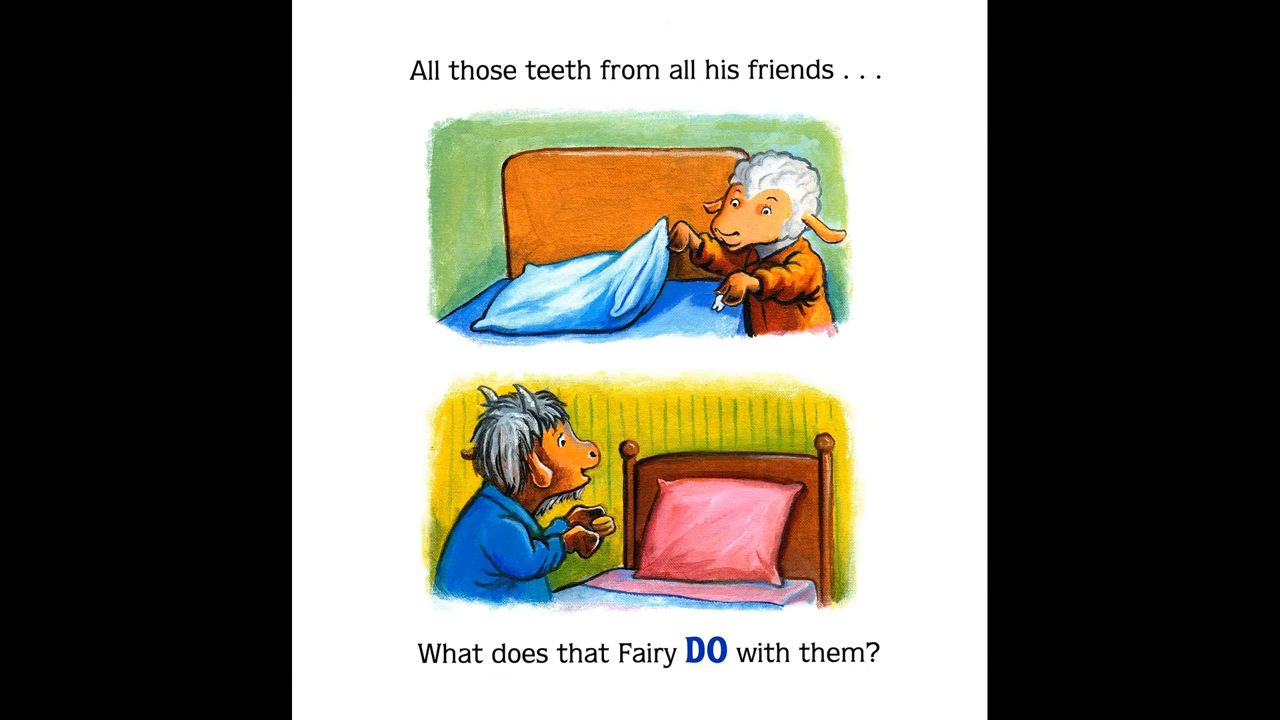 All those teeth from all his friends . . .
What does that Fairy DO with them?